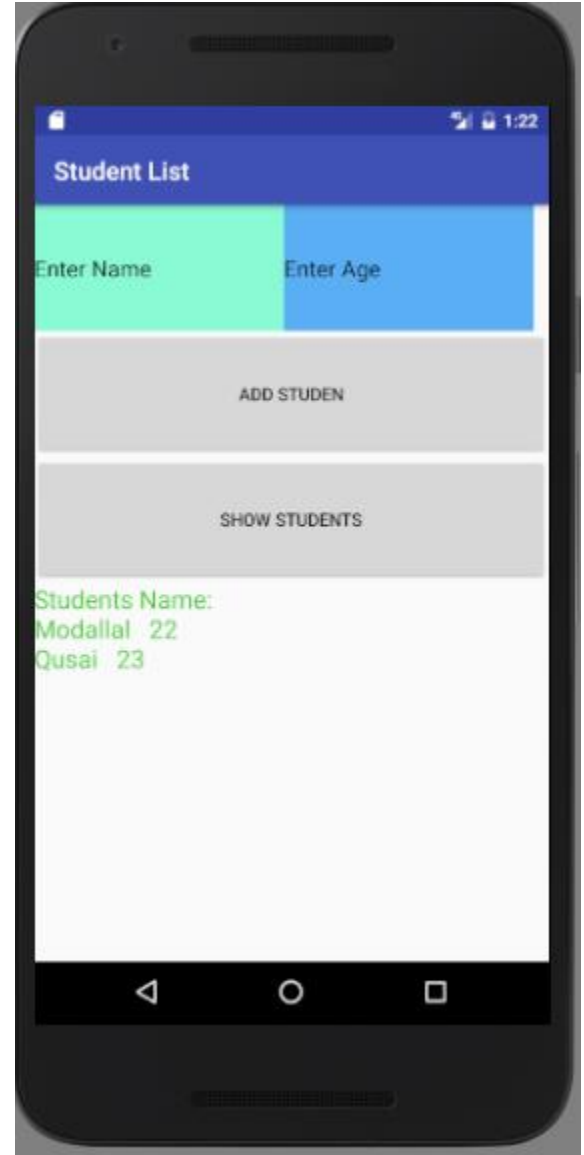 1:22
Student List
Enter Name Enter Age
ADD STUDEN
SHOW STUDENTS
Students Name:
Modallal 22
Qusai 23